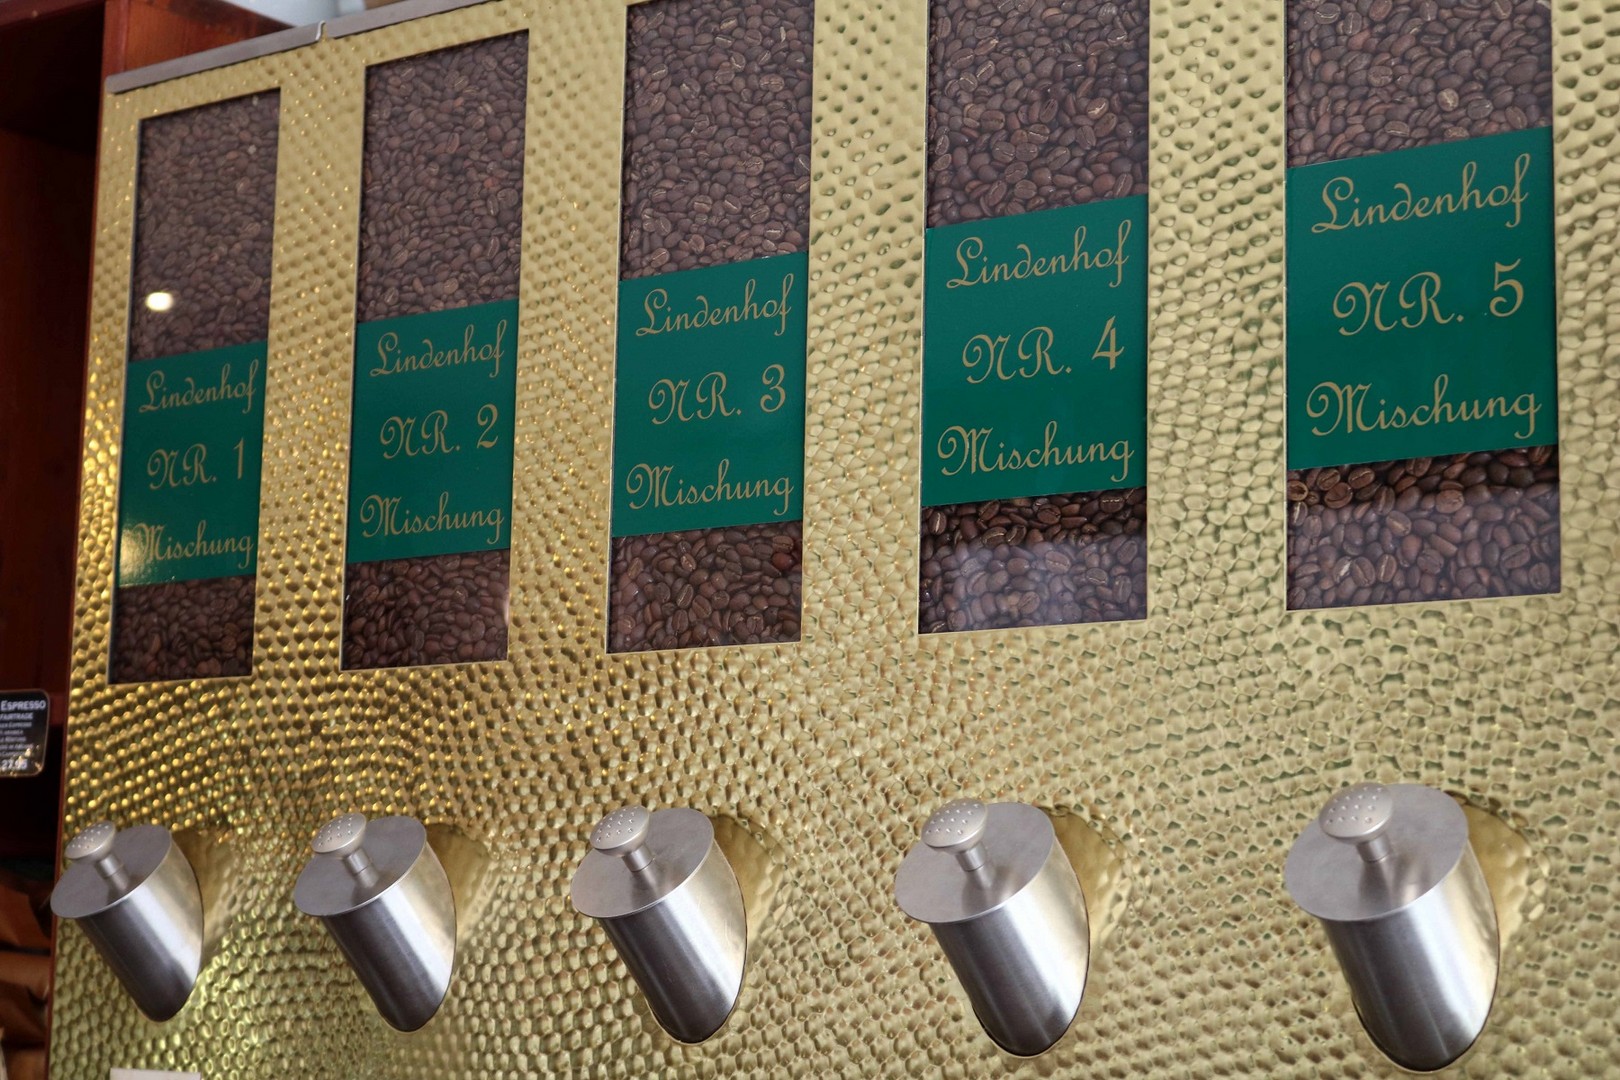 Lindenhof
NR. 1
Mischung
Lindenhof
NR. 2
Mischung
Lindenhof
NR. 3
Mischung
Lindenhof
NR. 4
Mischung
Lindenhof
NR. 5
Mischung
ESPRESSO
FAIRTRADE